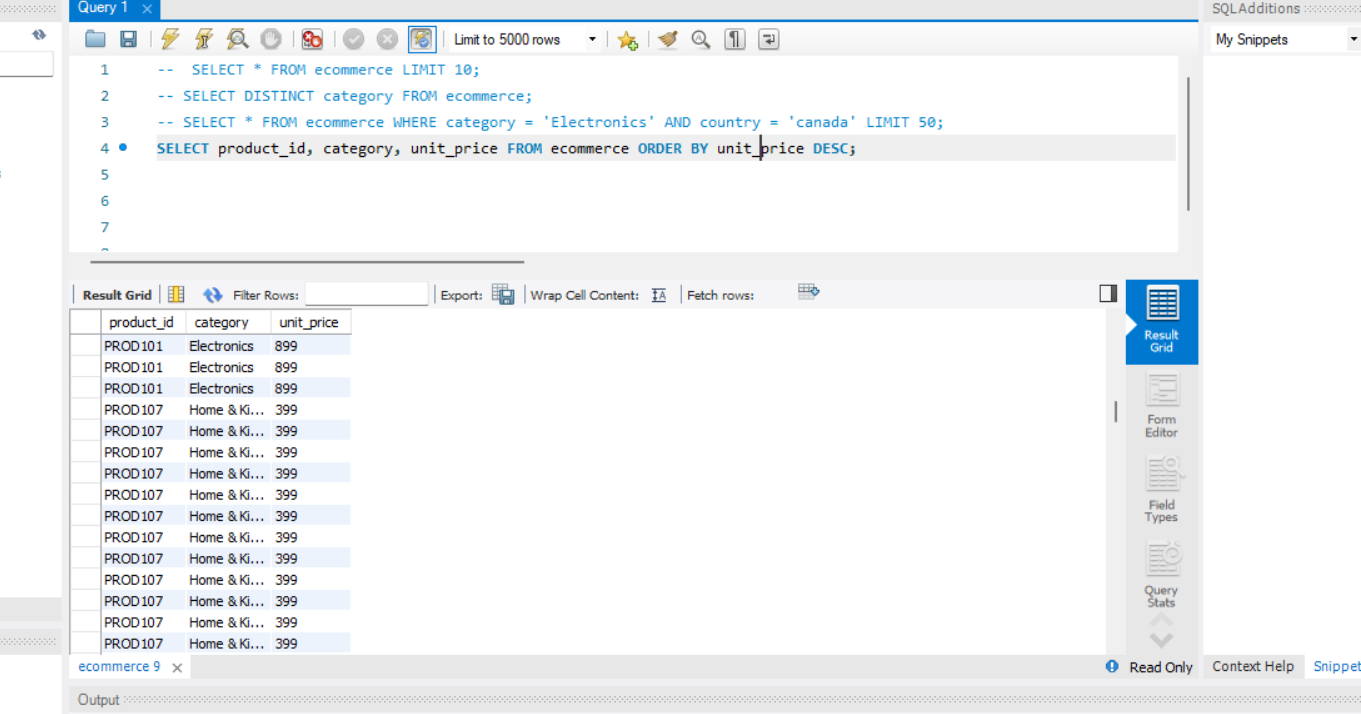 Query 1
SQLAdditions
Limit to 5000 rows
My Snippets
1 -- SELECT * FROM ecommerce LIMIT 10;
2 -- SELECT DISTINCT category FROM ecommerce;
3 -- SELECT * FROM ecommerce WHERE category = 'Electronics' AND country = 'canada' LIMIT 50;
4 SELECT product_id, category, unit_price FROM ecommerce ORDER BY unit_price DESC;
5
6
7
Result Grid Filter Rows: Export: Wrap Cell Content: Fetch rows:
product_id category unit_price
PROD101 Electronics 899
PROD101 Electronics 899
PROD101 Electronics 899
PROD107 Home & Ki... 399
PROD107 Home & Ki... 399
PROD107 Home & Ki... 399
PROD107 Home & Ki... 399
PROD107 Home & Ki... 399
PROD107 Home & Ki... 399
PROD107 Home & Ki... 399
PROD107 Home & Ki... 399
PROD107 Home & Ki... 399
PROD107 Home & Ki... 399
PROD107 Home & Ki... 399
PROD107 Home & Ki... 399
Result
Grid
Form
Editor
Field
Types
Query
Stats
ecommerce 9
Read Only
Context Help Snippet
Output